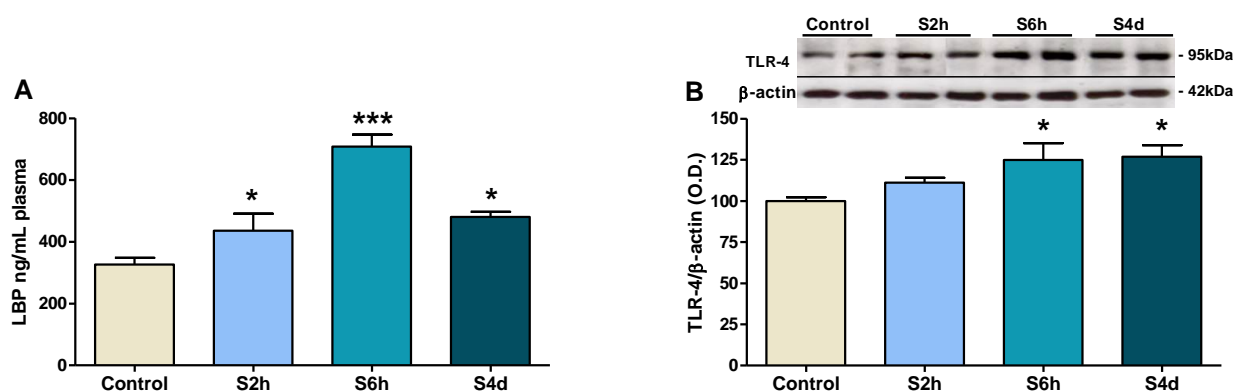 Control S2h S6h S4d
TLR-4 - 95kDa
β-actin - 42kDa
A
B
800
600
400
200
0
LBP ng/mL plasma
*
***
*
Control S2h S6h S4d
150
125
100
75
50
25
0
TLR-4/β-actin (O.D.)
*
*
Control S2h S6h S4d